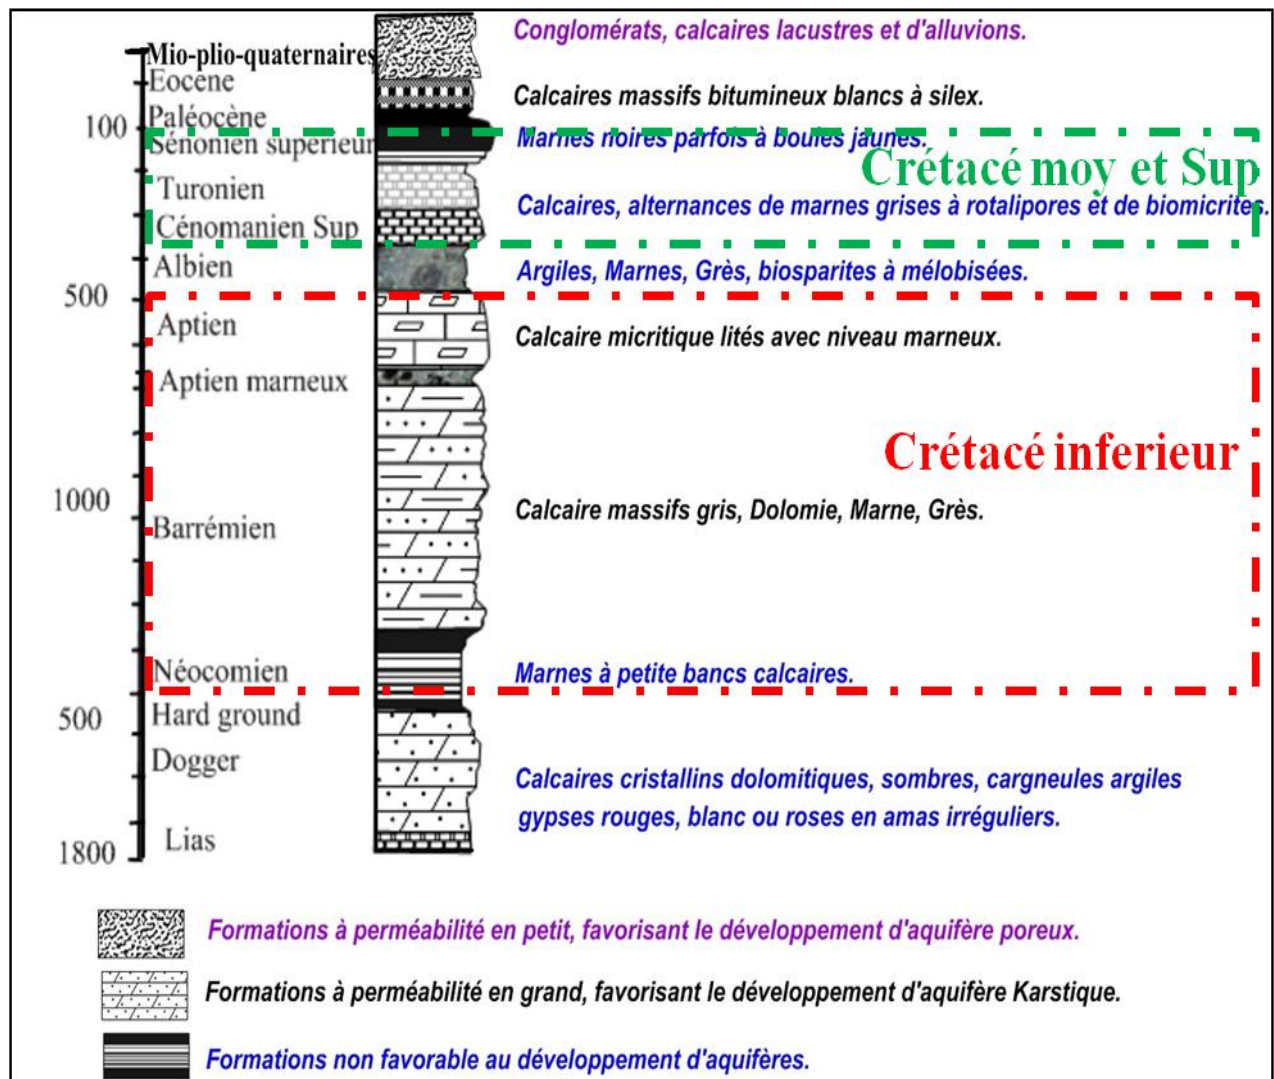 Conglomérats, calcaires lacustres et d'alluvions.
Mio-plio-quaternaires
Eocène
Calcaires massifs bitumineux blancs à silex.
Paléocène
100
Marnes noires parfois à boules jaunes.
Sénonien superieur
Crétacé moy et Sup
Turonien
Calcaires, alternances de marnes grises à rotalipores et de biomicrites.
Cénomanien Sup
Albien
Argiles, Marnes, Grès, biosparites à mélobisées.
500
Aptien
Calcaire micritique lités avec niveau marneux.
Aptien marneux
Crétacé inferieur
1000
Calcaire massifs gris, Dolomie, Marne, Grès.
Barrémien
Néocomien
Marnes à petite bancs calcaires.
500
Hard ground
Dogger
Calcaires cristallins dolomitiques, sombres, cargneules argiles
gypses rouges, blanc ou roses en amas irréguliers.
Lias
1800
Formations à perméabilité en petit, favorisant le développement d'aquifère poreux.
Formations à perméabilité en grand, favorisant le développement d'aquifère Karstique.
Formations non favorable au développement d'aquifères.